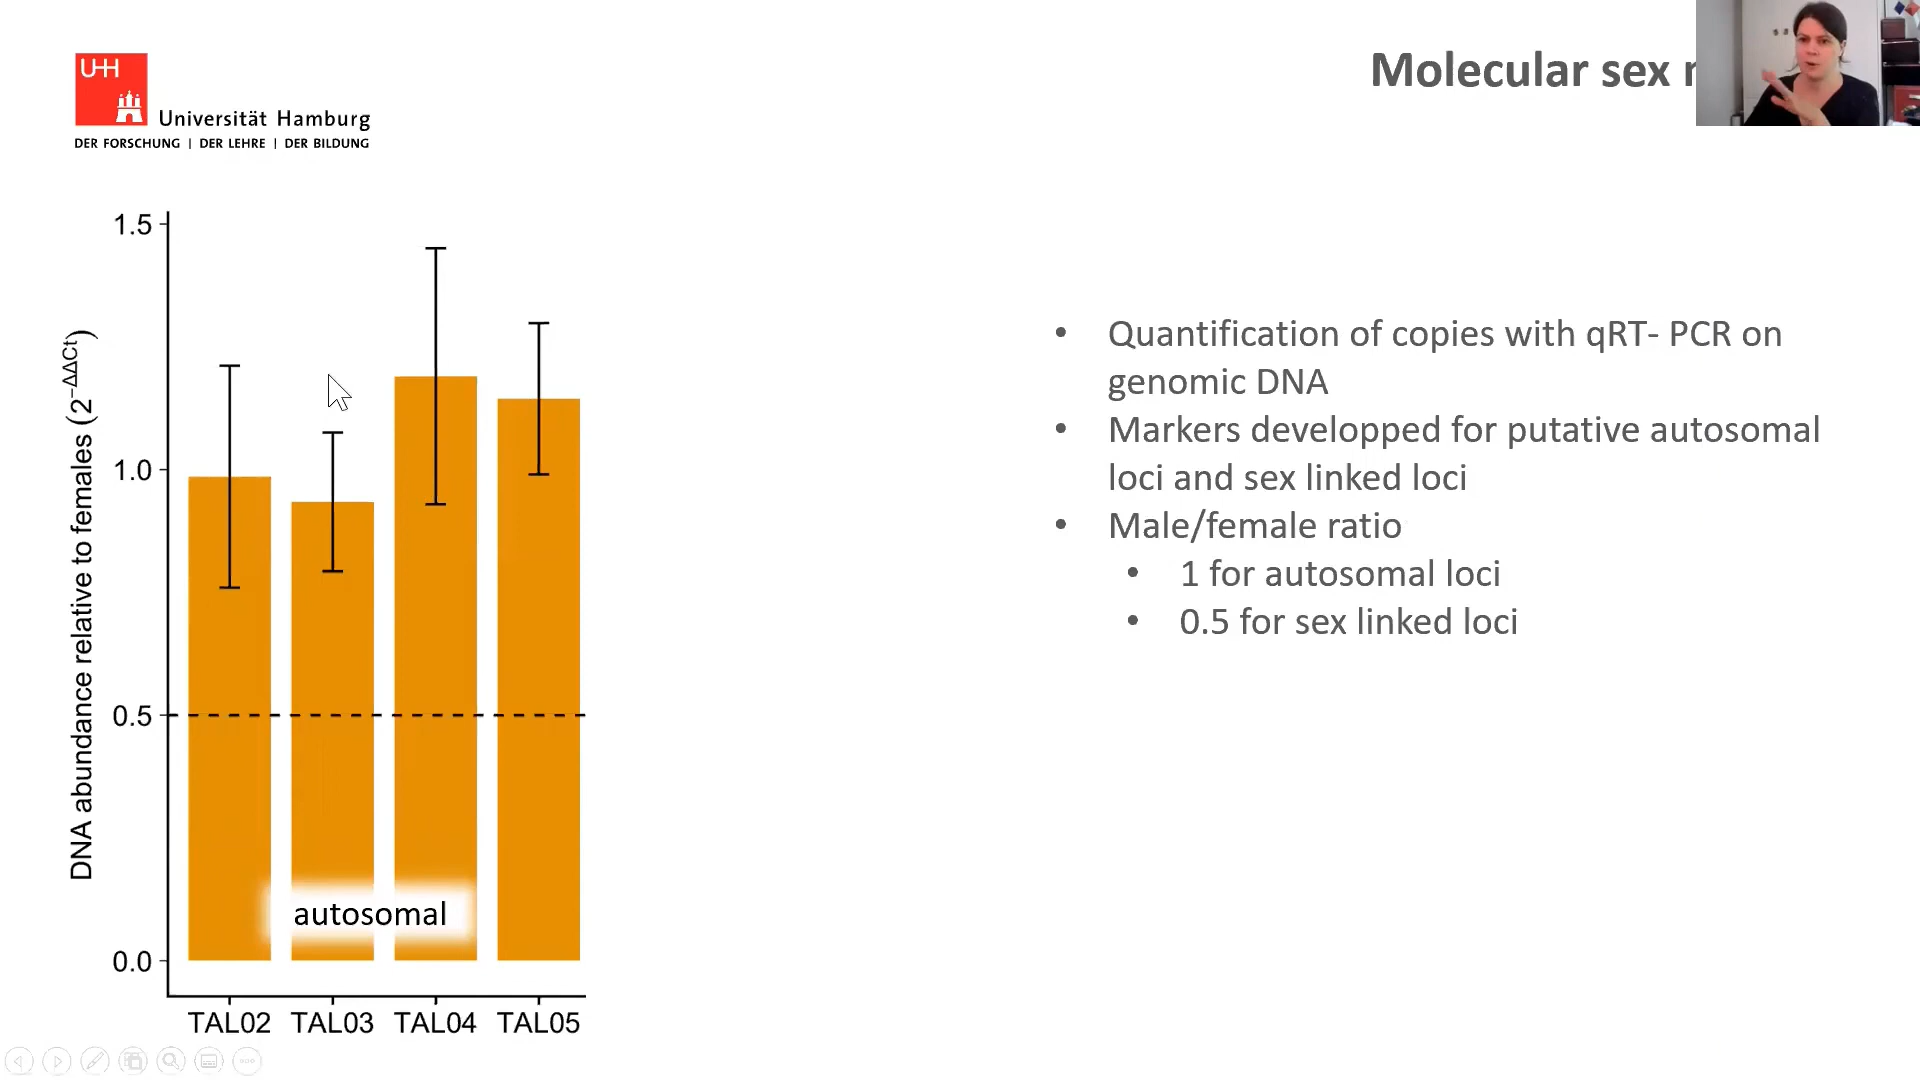 UHH
Universität Hamburg
DER FORSCHUNG | DER LEHRE | DER BILDUNG
Molecular sex
1.5
1.0
0.5
0.0
DNA abundance relative to females (2^−ΔΔCt)
autosomal
TAL02 TAL03 TAL04 TAL05
• Quantification of copies with qRT- PCR on
genomic DNA
• Markers developped for putative autosomal
loci and sex linked loci
• Male/female ratio
• 1 for autosomal loci
• 0.5 for sex linked loci